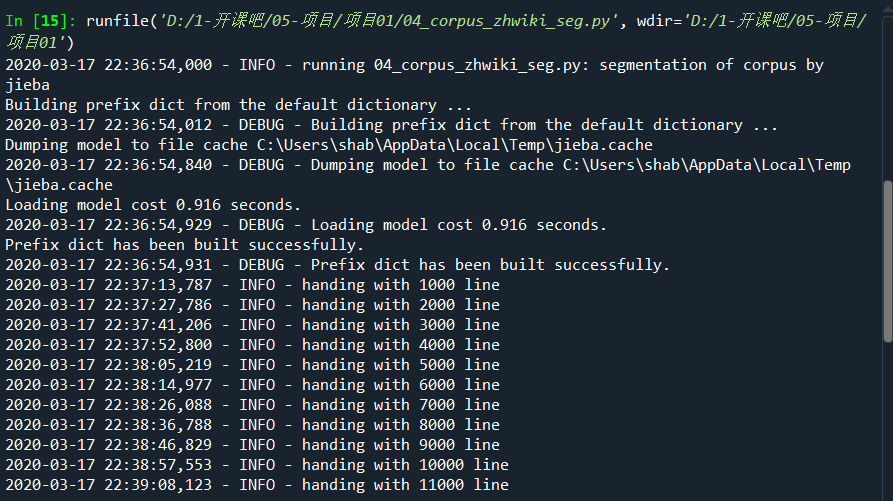 In [15]: runfile('D:/1-开课吧/05-项目/项目01/04_corpus_zhwiki_seg.py', wdir='D:/1-开课吧/05-项目/
项目01')
2020-03-17 22:36:54,000 - INFO - running 04_corpus_zhwiki_seg.py: segmentation of corpus by
jieba
Building prefix dict from the default dictionary ...
2020-03-17 22:36:54,012 - DEBUG - Building prefix dict from the default dictionary ...
Dumping model to file cache C:\Users\shab\AppData\Local\Temp\jieba.cache
2020-03-17 22:36:54,840 - DEBUG - Dumping model to file cache C:\Users\shab\AppData\Local\Temp
\jieba.cache
Loading model cost 0.916 seconds.
2020-03-17 22:36:54,929 - DEBUG - Loading model cost 0.916 seconds.
Prefix dict has been built successfully.
2020-03-17 22:36:54,931 - DEBUG - Prefix dict has been built successfully.
2020-03-17 22:37:13,787 - INFO - handing with 1000 line
2020-03-17 22:37:27,786 - INFO - handing with 2000 line
2020-03-17 22:37:41,206 - INFO - handing with 3000 line
2020-03-17 22:37:52,800 - INFO - handing with 4000 line
2020-03-17 22:38:05,219 - INFO - handing with 5000 line
2020-03-17 22:38:14,977 - INFO - handing with 6000 line
2020-03-17 22:38:26,088 - INFO - handing with 7000 line
2020-03-17 22:38:36,788 - INFO - handing with 8000 line
2020-03-17 22:38:46,829 - INFO - handing with 9000 line
2020-03-17 22:38:57,553 - INFO - handing with 10000 line
2020-03-17 22:39:08,123 - INFO - handing with 11000 line